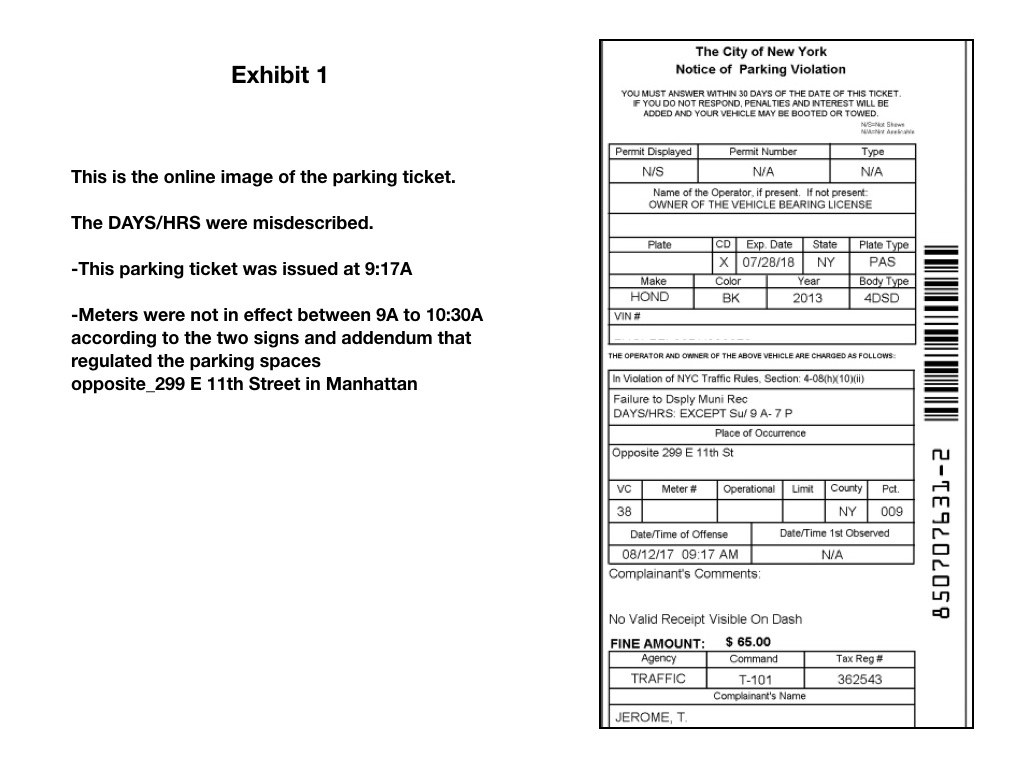 Exhibit 1
This is the online image of the parking ticket.
The DAYS/HRS were misdescribed.
-This parking ticket was issued at 9:17A
-Meters were not in effect between 9A to 10:30A
according to the two signs and addendum that
regulated the parking spaces
opposite_299 E 11th Street in Manhattan
The City of New York
Notice of Parking Violation
YOU MUST ANSWER WITHIN 30 DAYS OF THE DATE OF THIS TICKET.
IF YOU DO NOT RESPOND, PENALTIES AND INTEREST WILL BE
ADDED AND YOUR VEHICLE MAY BE BOOTED OR TOWED.
N/S=Not Shown
N/A=Not Applicable
Permit Displayed Permit Number Type
N/S N/A N/A
Name of the Operator, if present. If not present:
OWNER OF THE VEHICLE BEARING LICENSE
Plate CD Exp. Date State Plate Type
X 07/28/18 NY PAS
Make Color Year Body Type
HOND BK 2013 4DSD
VIN #
THE OPERATOR AND OWNER OF THE ABOVE VEHICLE ARE CHARGED AS FOLLOWS:
In Violation of NYC Traffic Rules, Section: 4-08(h)(10)(ii)
Failure to Dsply Muni Rec
DAYS/HRS: EXCEPT Su/ 9 A- 7 P
Place of Occurrence
Opposite 299 E 11th St
VC Meter # Operational Limit County Pct.
38 NY 009
Date/Time of Offense Date/Time 1st Observed
08/12/17 09:17 AM N/A
Complainant's Comments:
No Valid Receipt Visible On Dash
FINE AMOUNT: $ 65.00
Agency Command Tax Reg #
TRAFFIC T-101 362543
Complainant's Name
JEROME, T.
850707631-2